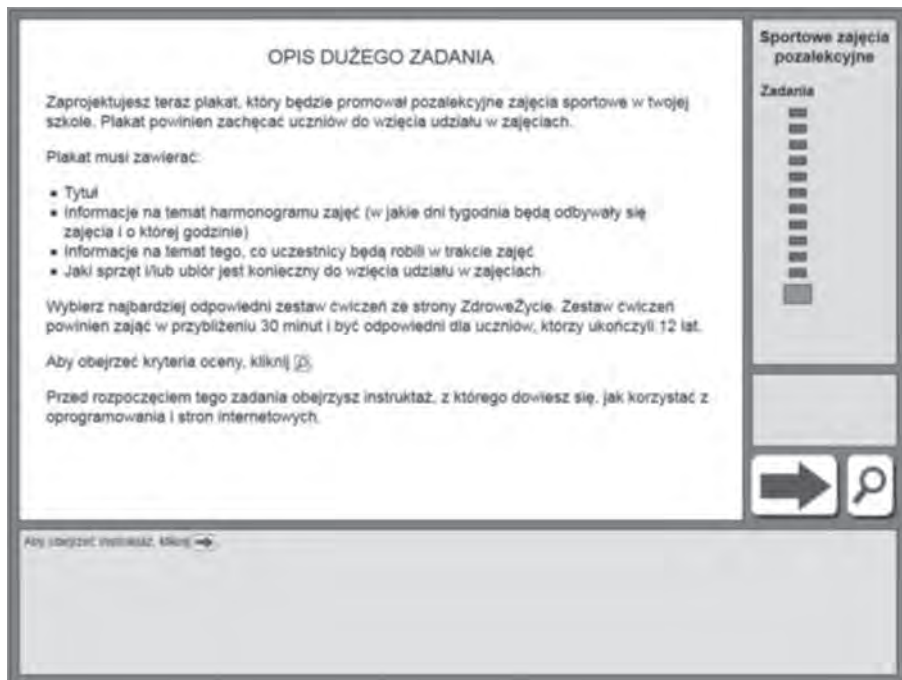 OPIS DUŻEGO ZADANIA
Zaprojektujesz teraz plakat, który będzie promował pozalekcyjne zajęcia sportowe w twojej
szkole. Plakat powinien zachęcać uczniów do wzięcia udziału w zajęciach.
Plakat musi zawierać:
▪ Tytuł
▪ Informacje na temat harmonogramu zajęć (w jakie dni tygodnia będą odbywały się
zajęcia i o której godzinie)
▪ Informacje na temat tego, co uczestnicy będą robili w trakcie zajęć
▪ Jaki sprzęt i/lub ubiór jest konieczny do wzięcia udziału w zajęciach.
Wybierz najbardziej odpowiedni zestaw ćwiczeń ze strony ZdroweŻycie. Zestaw ćwiczeń
powinien zająć w przybliżeniu 30 minut i być odpowiedni dla uczniów, którzy ukończyli 12 lat.
Aby obejrzeć kryteria oceny, kliknij
Przed rozpoczęciem tego zadania obejrzysz instruktaż, z którego dowiesz się, jak korzystać z
oprogramowania i stron internetowych.
Sportowe zajęcia
pozalekcyjne
Zadania
Aby obejrzeć instruktaż, kliknij